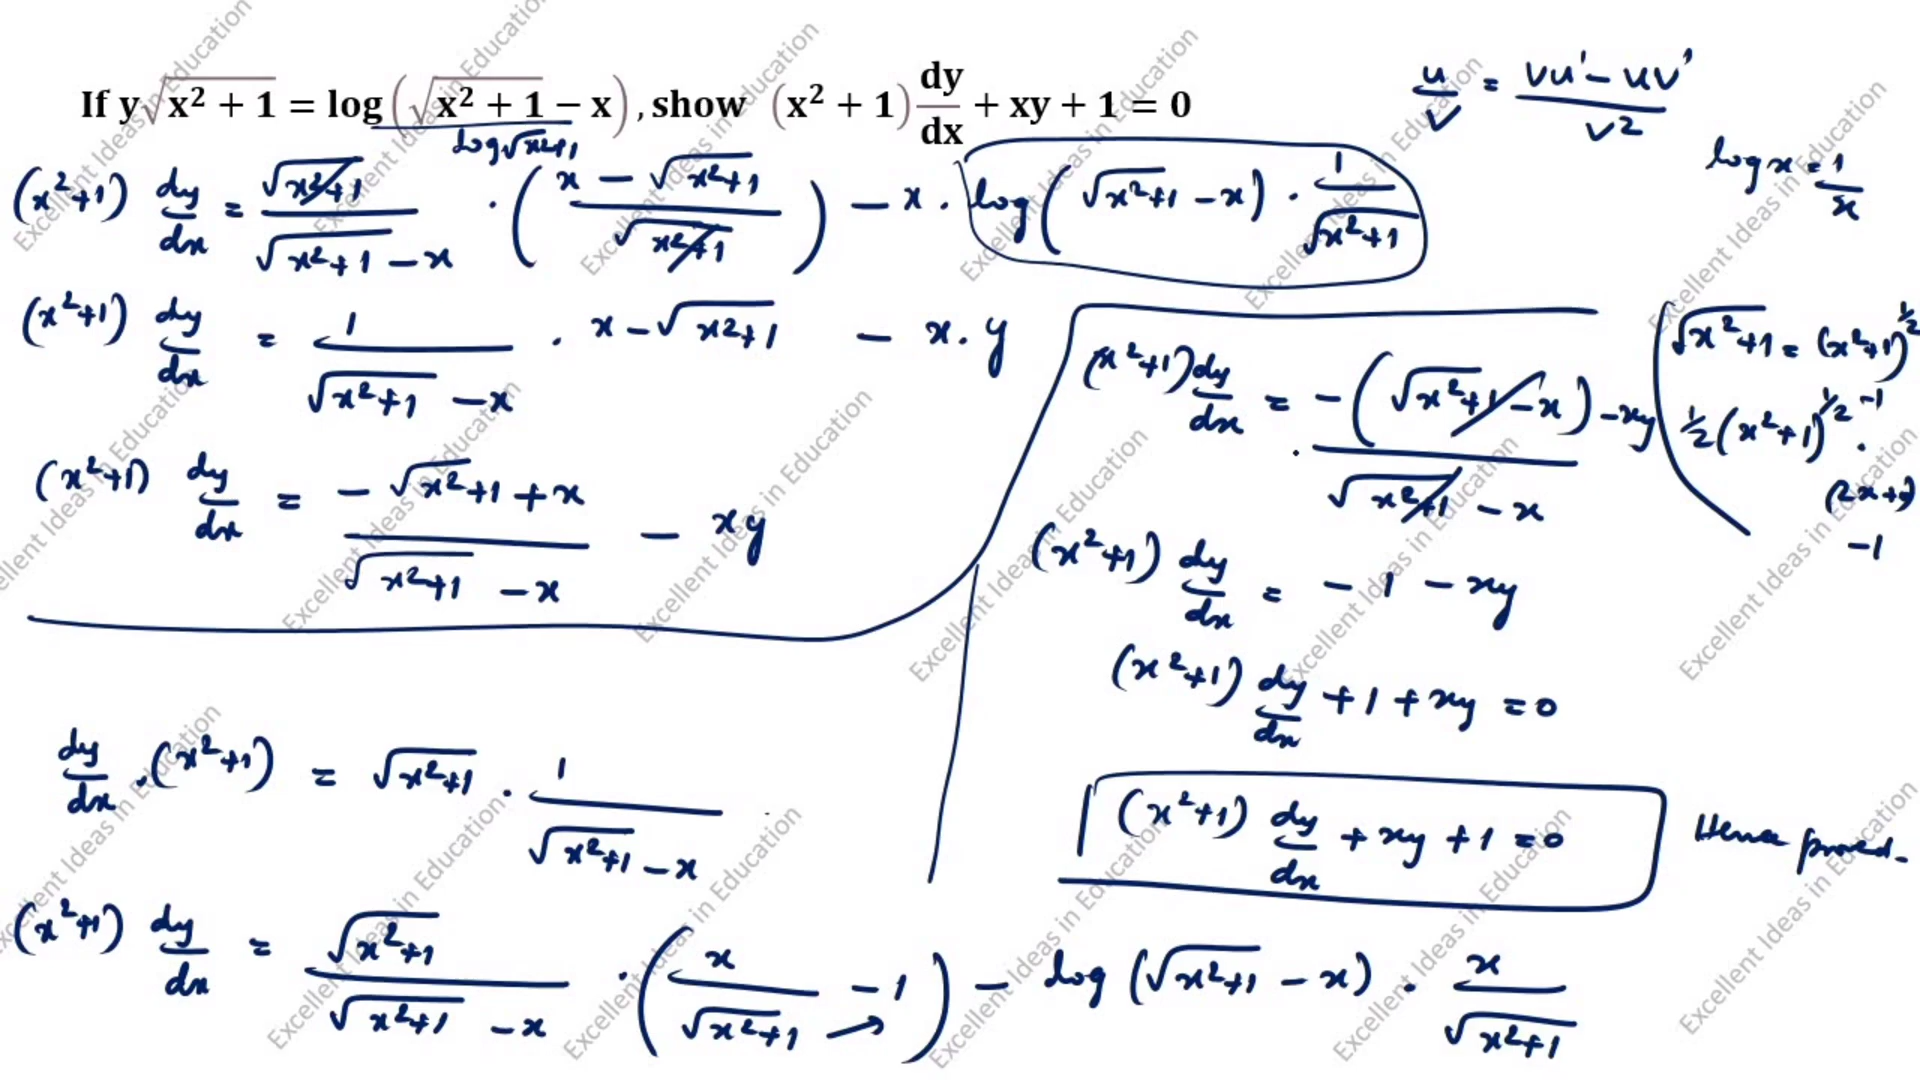 If y√(x² + 1) = log(√(x² + 1) − x), show (x² + 1) dy/dx + xy + 1 = 0
u/v = (vu' − uv')/v²
log√x²+1
log x = 1/x
(x²+1) dy/dx = √(x²+1)/(√(x²+1) − x) · ((x − √(x²+1))/√(x²+1)) − x · log(√(x²+1) − x) · 1/√(x²+1)
(x²+1) dy/dx = 1/(√(x²+1) − x) · x − √(x²+1) − x·y
(x²+1) dy/dx = (−√(x²+1) + x)/(√(x²+1) − x) − xy
(x²+1) dy/dx = −(√(x²+1) − x)/(√(x²+1) − x) − xy
√(x²+1) = (x²+1)^(1/2)
1/2 (x²+1)^(1/2 −1) ·
(2x+0)
−1
(x²+1) dy/dx = −1 − xy
(x²+1) dy/dx + 1 + xy = 0
(x²+1) dy/dx + xy + 1 = 0
Hence proved.
dy/dx · (x²+1) = √(x²+1) · 1/(√(x²+1) − x)
(x²+1) dy/dx = √(x²+1)/(√(x²+1) − x) · (x/√(x²+1) − 1) − log(√(x²+1) − x) · x/√(x²+1)
Excellent Ideas in Education